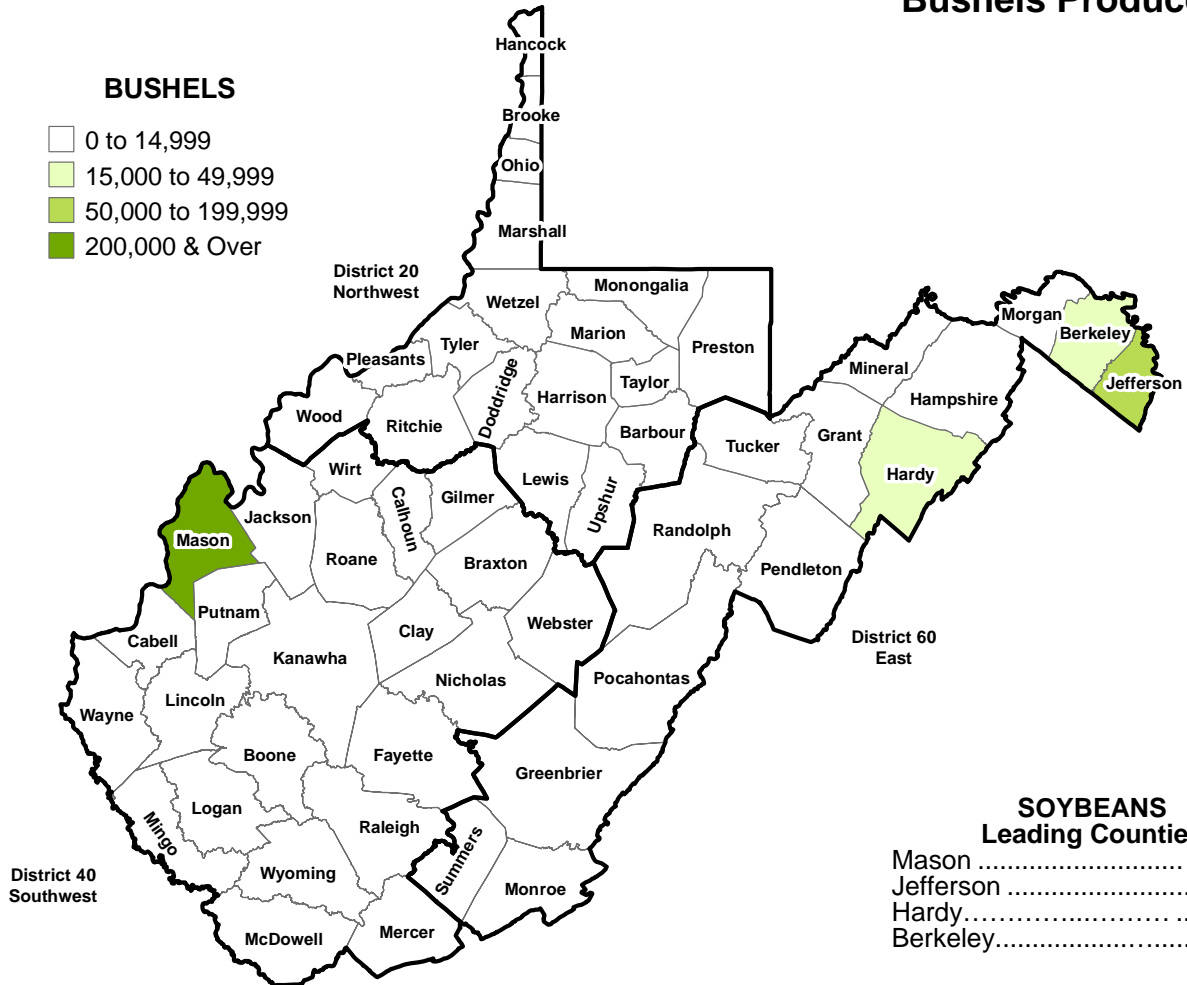 Bushels Produce
BUSHELS
0 to 14,999
15,000 to 49,999
50,000 to 199,999
200,000 & Over
Hancock
Brooke
Ohio
Marshall
District 20
Northwest
Wetzel
Monongalia
Marion
Preston
Tyler
Pleasants
Doddridge
Harrison
Taylor
Wood
Ritchie
Barbour
Tucker
Grant
Mineral
Hampshire
Morgan
Berkeley
Jefferson
Hardy
Wirt
Calhoun
Gilmer
Lewis
Upshur
Randolph
Jackson
Mason
Roane
Braxton
Pendleton
Putnam
Clay
Webster
District 60
East
Cabell
Kanawha
Nicholas
Pocahontas
Lincoln
Wayne
Boone
Fayette
Greenbrier
Logan
Mingo
Raleigh
Summers
Wyoming
Monroe
District 40
Southwest
McDowell
Mercer
SOYBEANS
Leading Countie
Mason ............................
Jefferson ........................
Hardy.............................. ..
Berkeley...........................